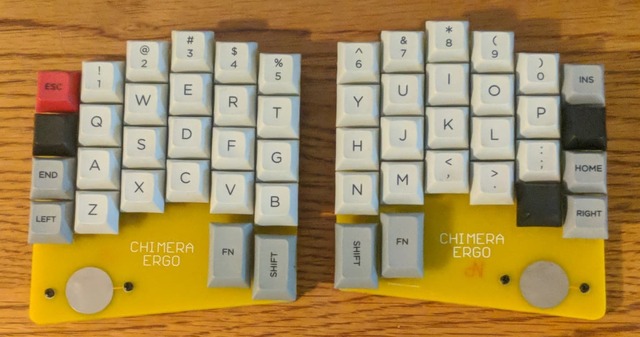 ESC
!
1
@
2
#
3
$
4
%
5
Q
W
E
R
T
END
A
S
D
F
G
LEFT
Z
X
C
V
B
FN
SHIFT
CHIMERA
ERGO
^
6
&
7
*
8
(
9
)
0
INS
Y
U
I
O
P
H
J
K
L
:
;
HOME
N
M
<
,
>
.
RIGHT
SHIFT
FN
CHIMERA
ERGO